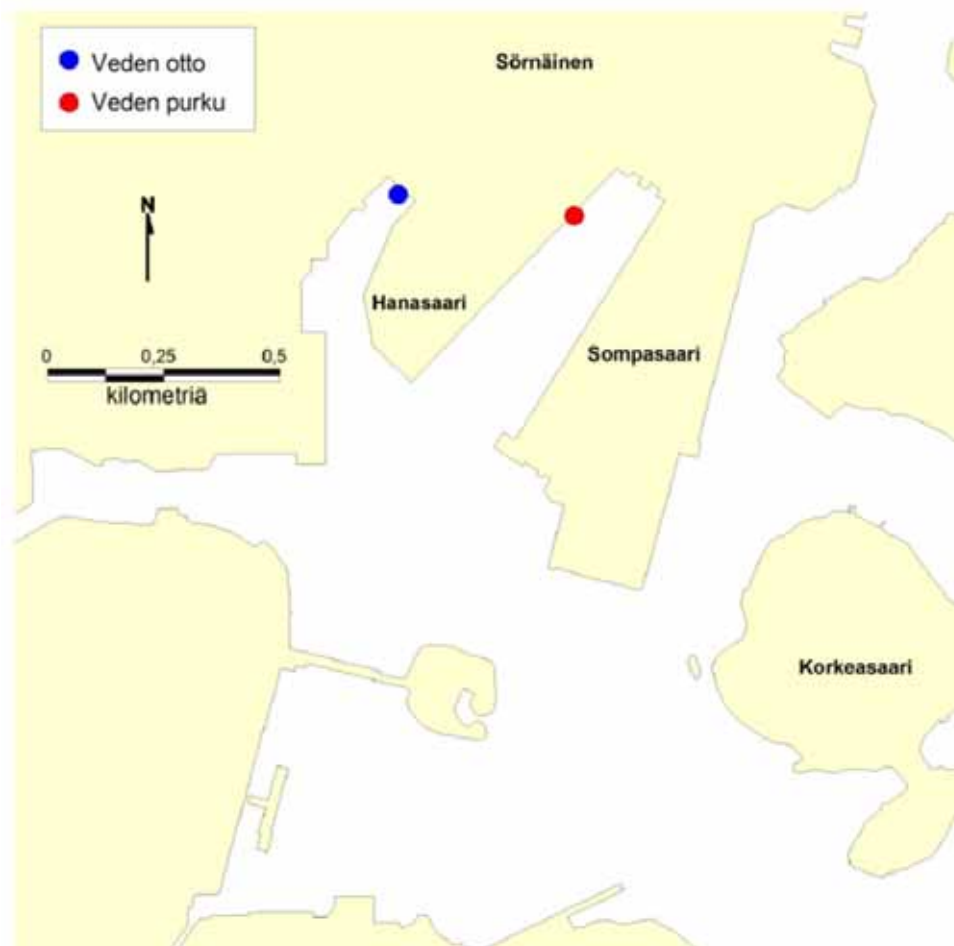 Veden otto
Veden purku
Sörnäinen
N
Hanasaari
0 0,25 0,5
kilometriä
Sompasaari
Korkeasaari